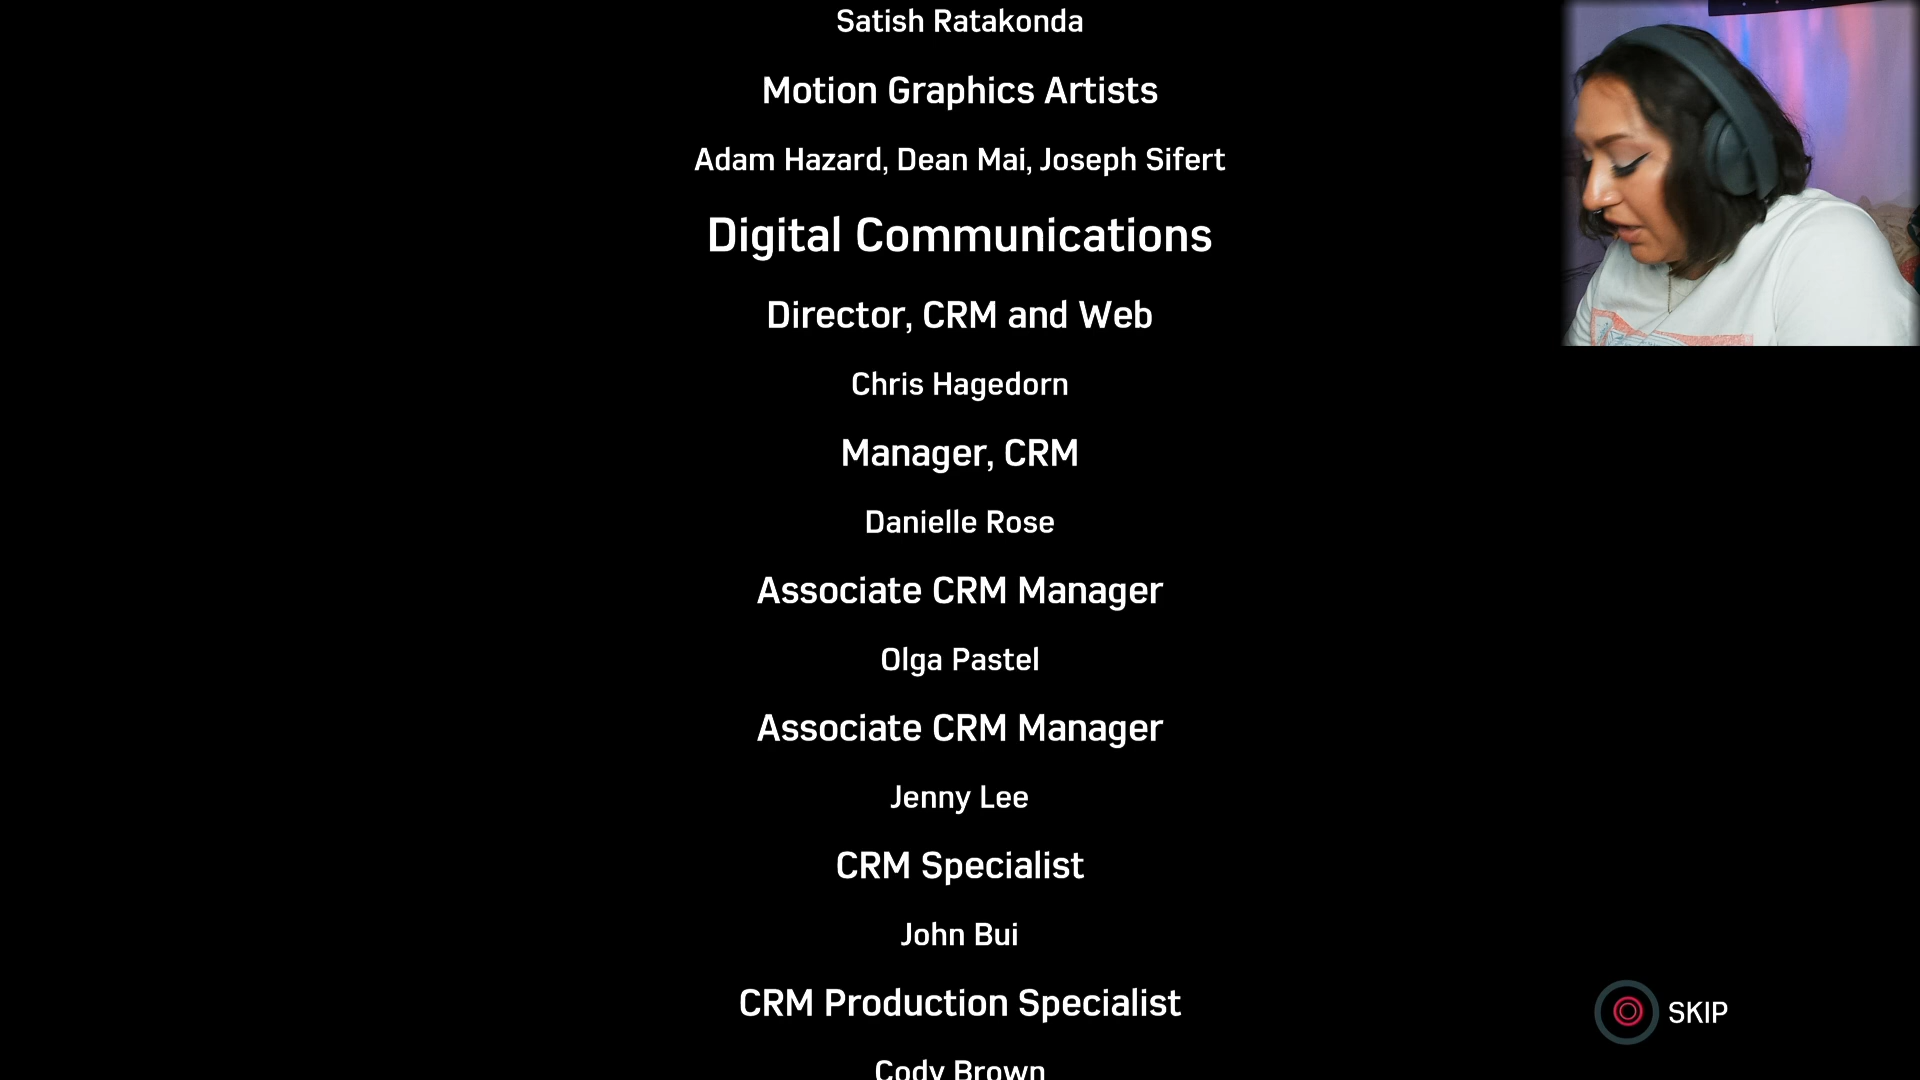 Satish Ratakonda
Motion Graphics Artists
Adam Hazard, Dean Mai, Joseph Sifert
Digital Communications
Director, CRM and Web
Chris Hagedorn
Manager, CRM
Danielle Rose
Associate CRM Manager
Olga Pastel
Associate CRM Manager
Jenny Lee
CRM Specialist
John Bui
CRM Production Specialist
SKIP
Cody Brown